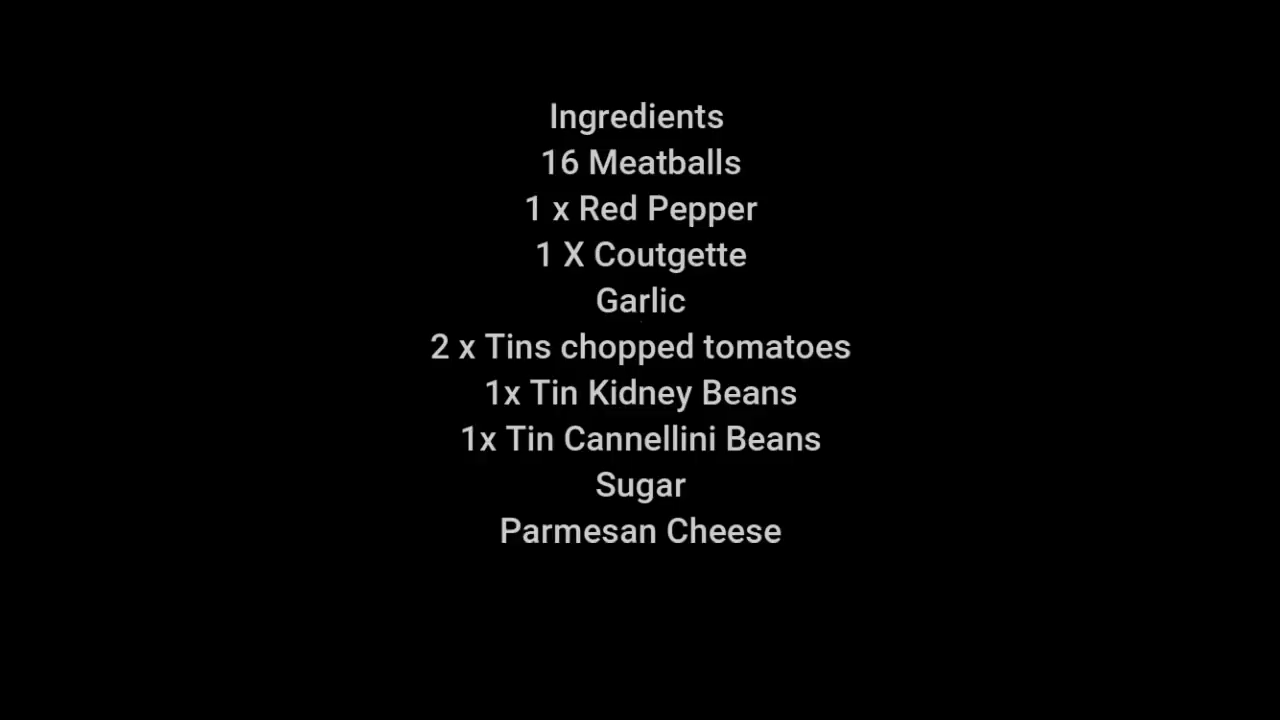 Ingredients
16 Meatballs
1 x Red Pepper
1 X Coutgette
Garlic
2 x Tins chopped tomatoes
1x Tin Kidney Beans
1x Tin Cannellini Beans
Sugar
Parmesan Cheese